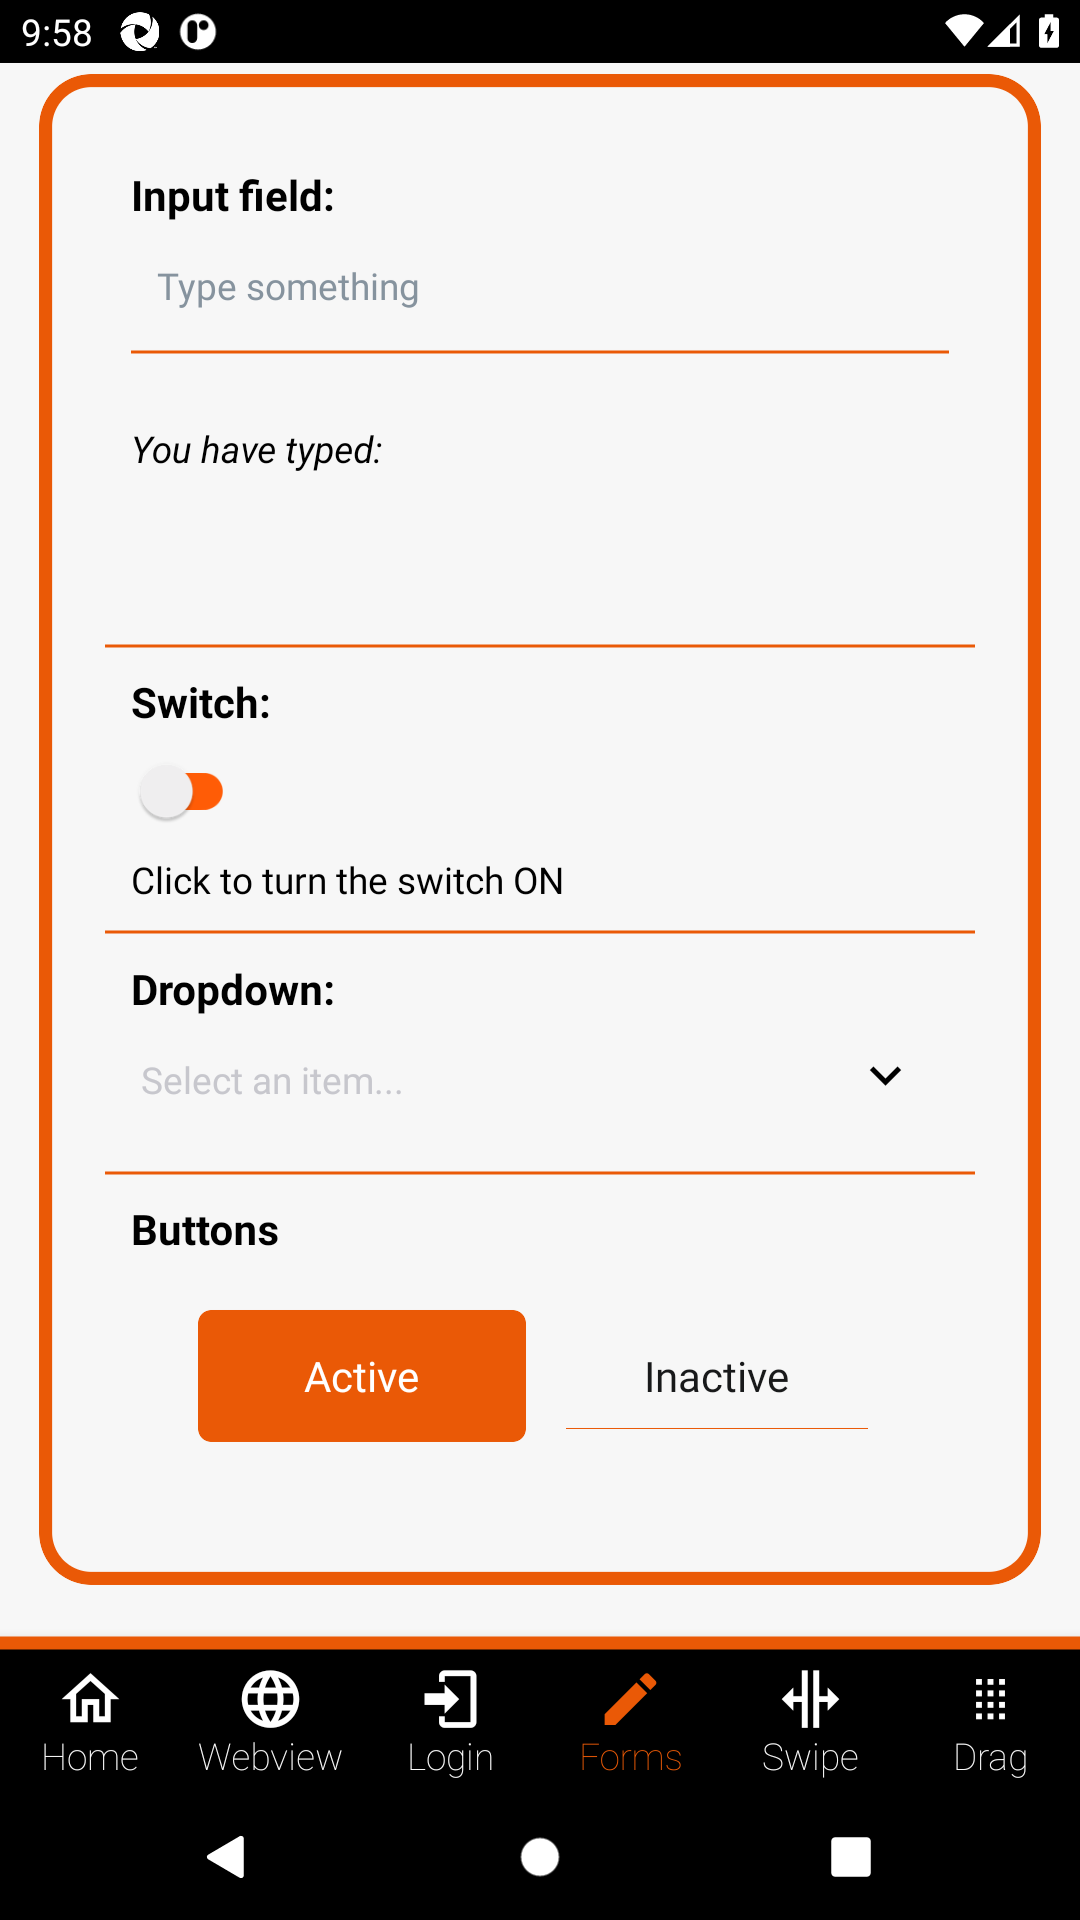 9:58
Input field:
Type something
You have typed:
Switch:
Click to turn the switch ON
Dropdown:
Select an item...
Buttons
Active Inactive
Home Webview Login Forms Swipe Drag